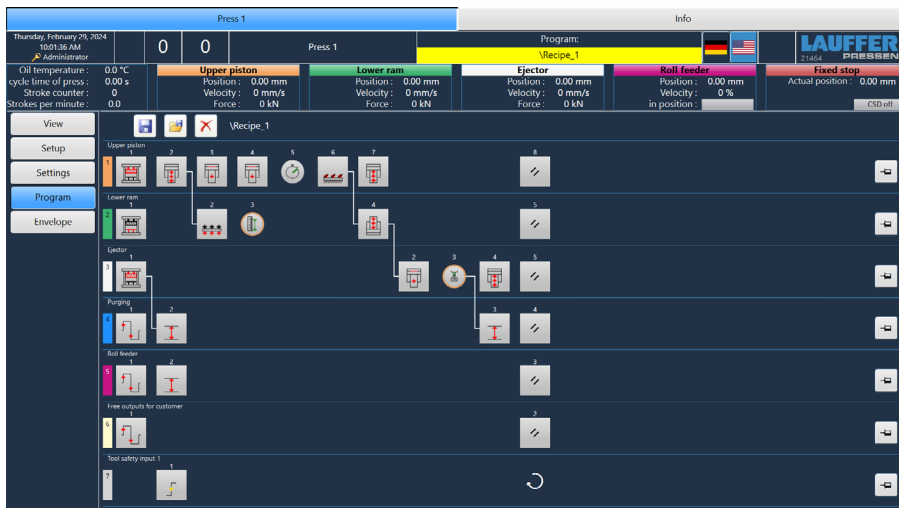 Press 1
Info
Thursday, February 29, 2024
10:01:36 AM
Administrator
0
0
Press 1
Program:
\Recipe_1
LAUFFER
21464 PRESSEN
Oil temperature : 0.0 °C
cycle time of press : 0.00 s
Stroke counter : 0
Strokes per minute : 0.0
Upper piston
Position : 0.00 mm
Velocity : 0 mm/s
Force : 0 kN
Lower ram
Position : 0.00 mm
Velocity : 0 mm/s
Force : 0 kN
Ejector
Position : 0.00 mm
Velocity : 0 mm/s
Force : 0 kN
Roll feeder
Position : 0.00 mm
Velocity : 0 %
in position :
Fixed stop
Actual position : 0.00 mm
CSD off
View
Setup
Settings
Program
Envelope
\Recipe_1
Upper piston
1 2 3 4 5 6 7 8
1
Lower ram
1 2 3 4 5
2
Ejector
1 2 3 4 5
3
Purging
1 2 3 4
4
Roll feeder
1 2 3
5
Free outputs for customer
1 2
6
Tool safety input 1
1
7